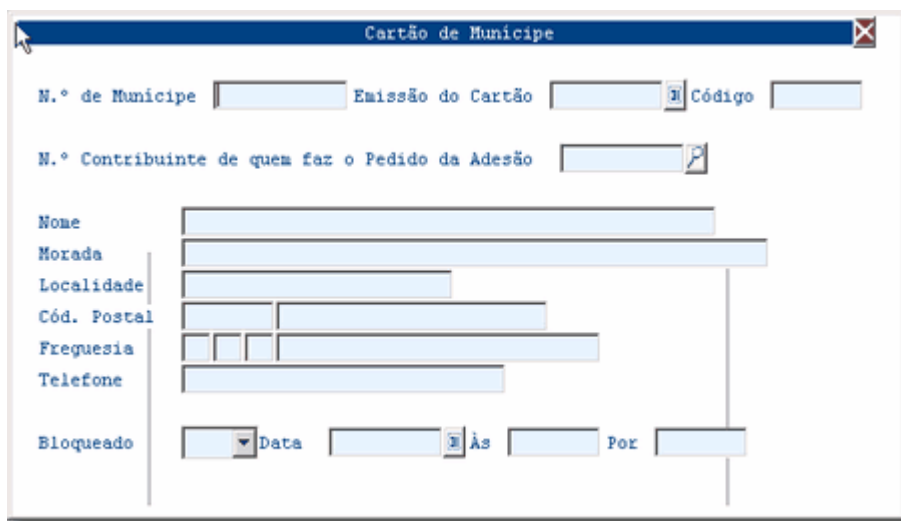 Cartão de Munícipe
N.º de Munícipe Emissão do Cartão Código
N.º Contribuinte de quem faz o Pedido da Adesão
Nome
Morada
Localidade
Cód. Postal
Freguesia
Telefone
Bloqueado Data Às Por